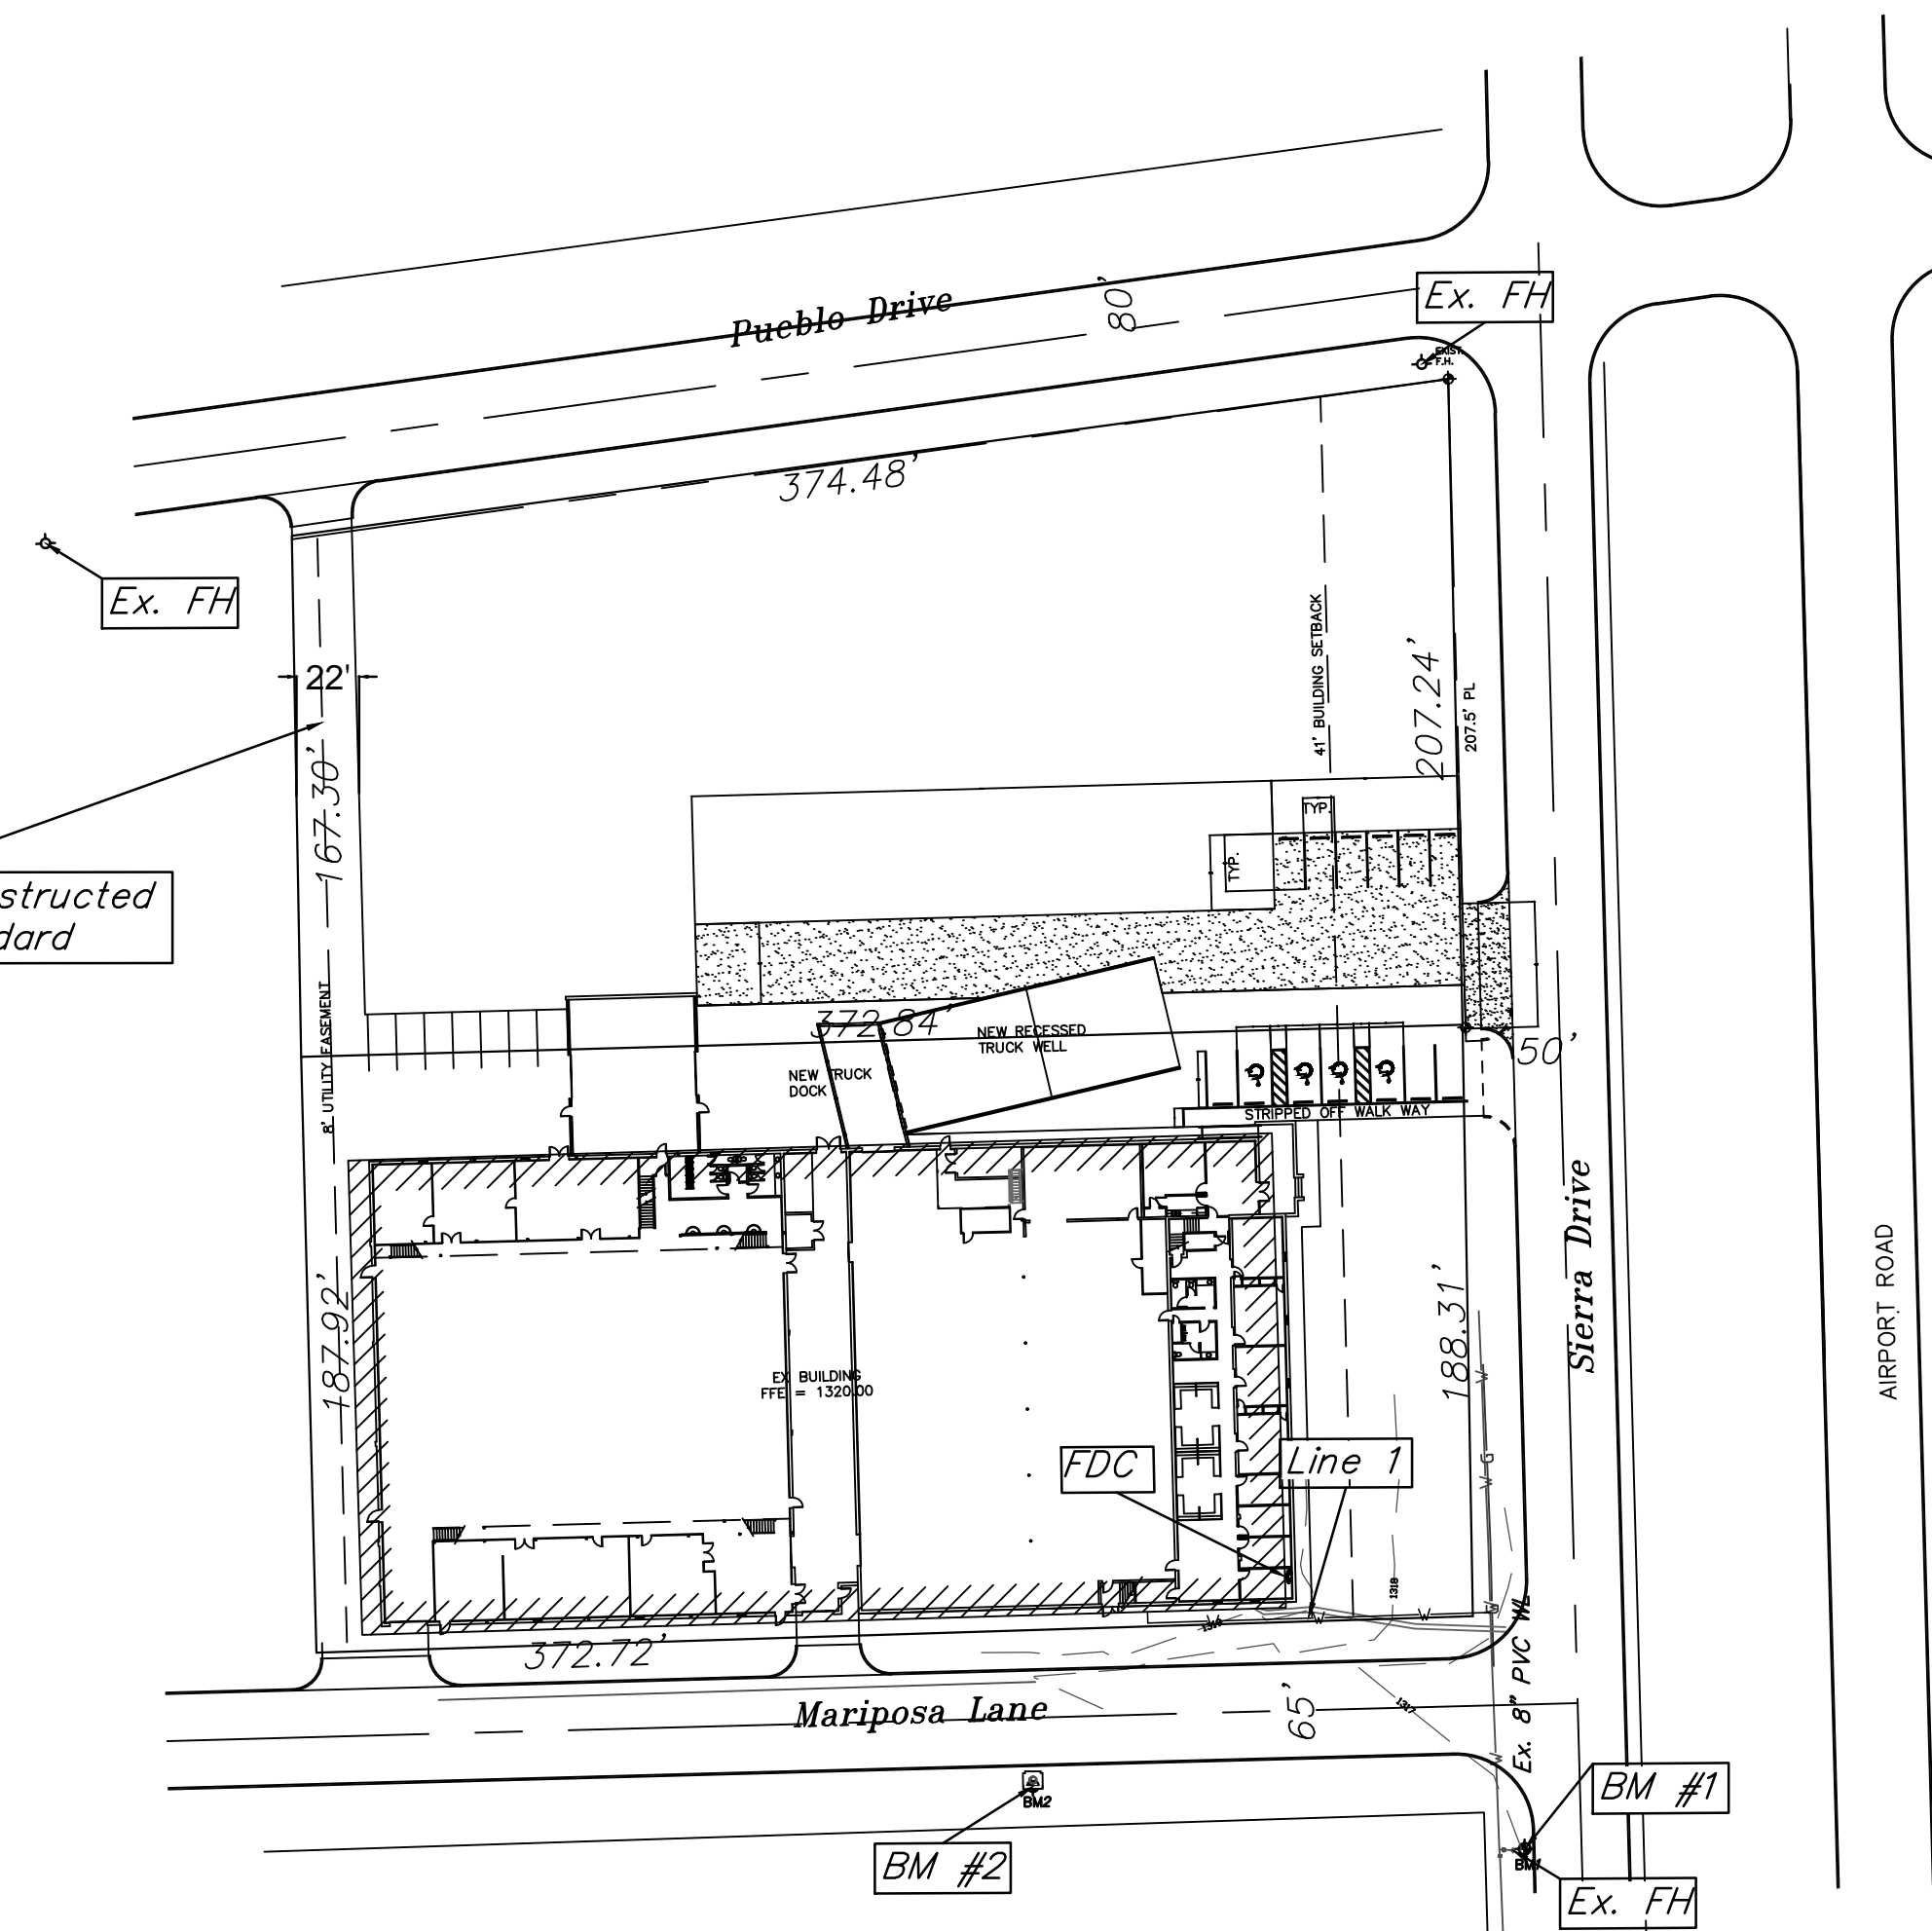 Ex. FH
Pueblo Drive
80'
EXIST.
F.H.
374.48'
Ex. FH
22'
41' BUILDING SETBACK
207.24'
207.5' PL
167.30'
TYP.
TYP.
structed
dard
8' UTILITY EASEMENT
372.84'
NEW RECESSED
TRUCK WELL
50'
NEW TRUCK
DOCK
STRIPPED OFF WALK WAY
Sierra Drive
AIRPORT ROAD
187.92'
188.31'
EX BUILDING
FFE = 1320.00
W
G
W
FDC
Line 1
1318
G
W
W
W
1319
372.72'
Ex. 8" PVC WL
Mariposa Lane
65'
1317
W
BM #1
BM2
BM #2
BM1
Ex. FH